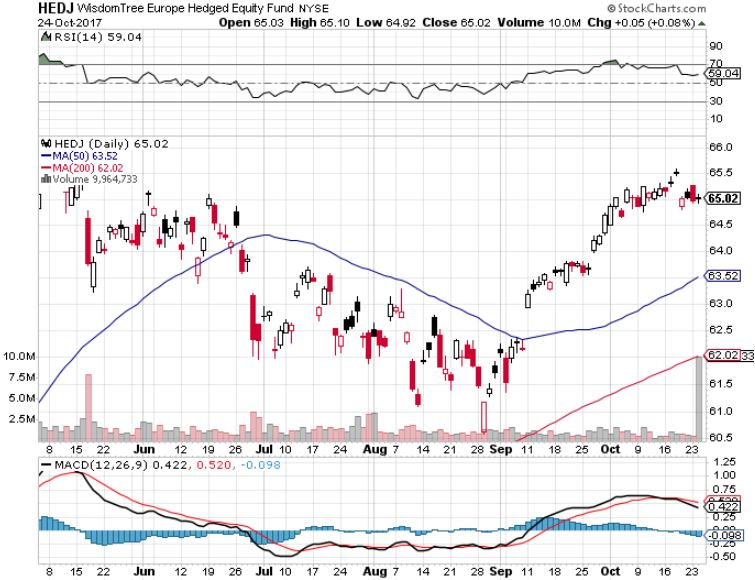 HEDJ WisdomTree Europe Hedged Equity Fund NYSE © StockCharts.com
24-Oct-2017 Open 65.03 High 65.10 Low 64.92 Close 65.02 Volume 10.0M Chg +0.05 (+0.08%)
RSI(14) 59.04
90
70
59.04
50
30
10
HEDJ (Daily) 65.02
MA(50) 63.52
MA(200) 62.02
Volume 9,964,733
66.0
65.5
65.02
64.5
64.0
63.52
63.0
62.5
10.0M 62.02 33
7.5M 61.5
5.0M 61.0
2.5M
60.5
8 15 22 Jun 12 19 26 Jul 10 17 24 Aug 7 14 21 28 Sep 11 18 25 Oct 9 16 23
MACD(12,26,9) 0.422, 0.520, -0.098
1.25
1.00
0.75
0.422
0.25
-0.098
-0.50
8 15 22 Jun 12 19 26 Jul 10 17 24 Aug 7 14 21 28 Sep 11 18 25 Oct 9 16 23